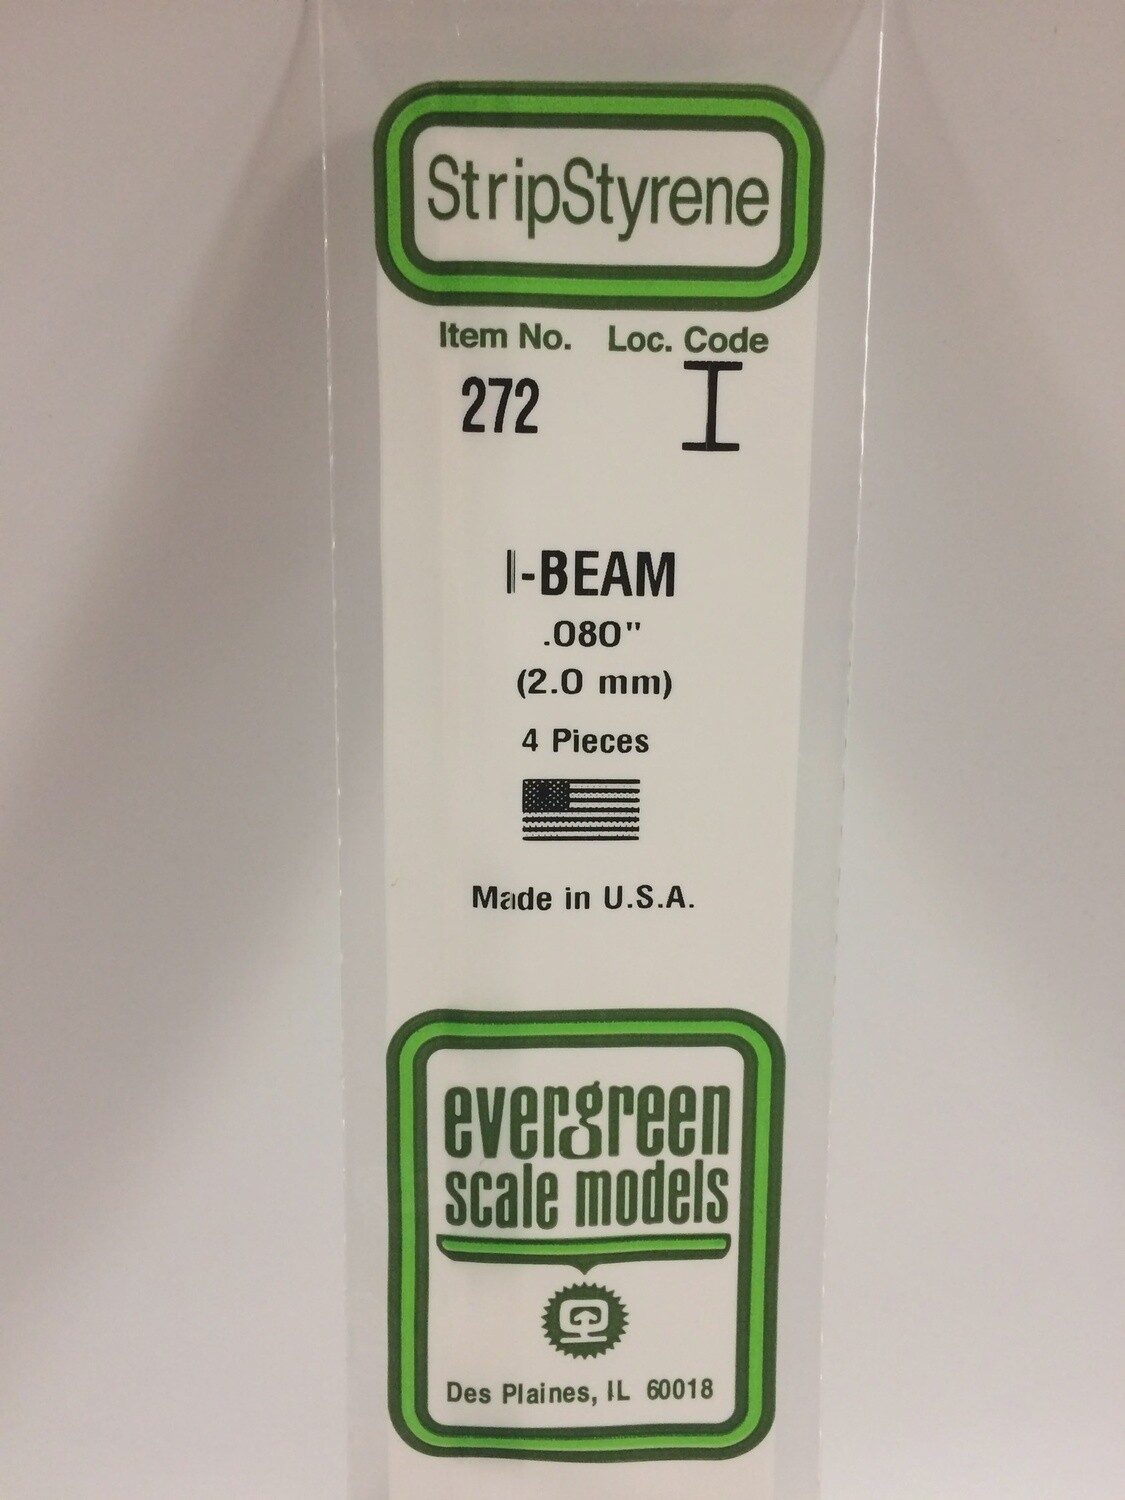 StripStyrene
Item No. Loc. Code
272 I
I-BEAM
.080"
(2.0 mm)
4 Pieces
Made in U.S.A.
evergreen
scale models
Des Plaines, IL 60018